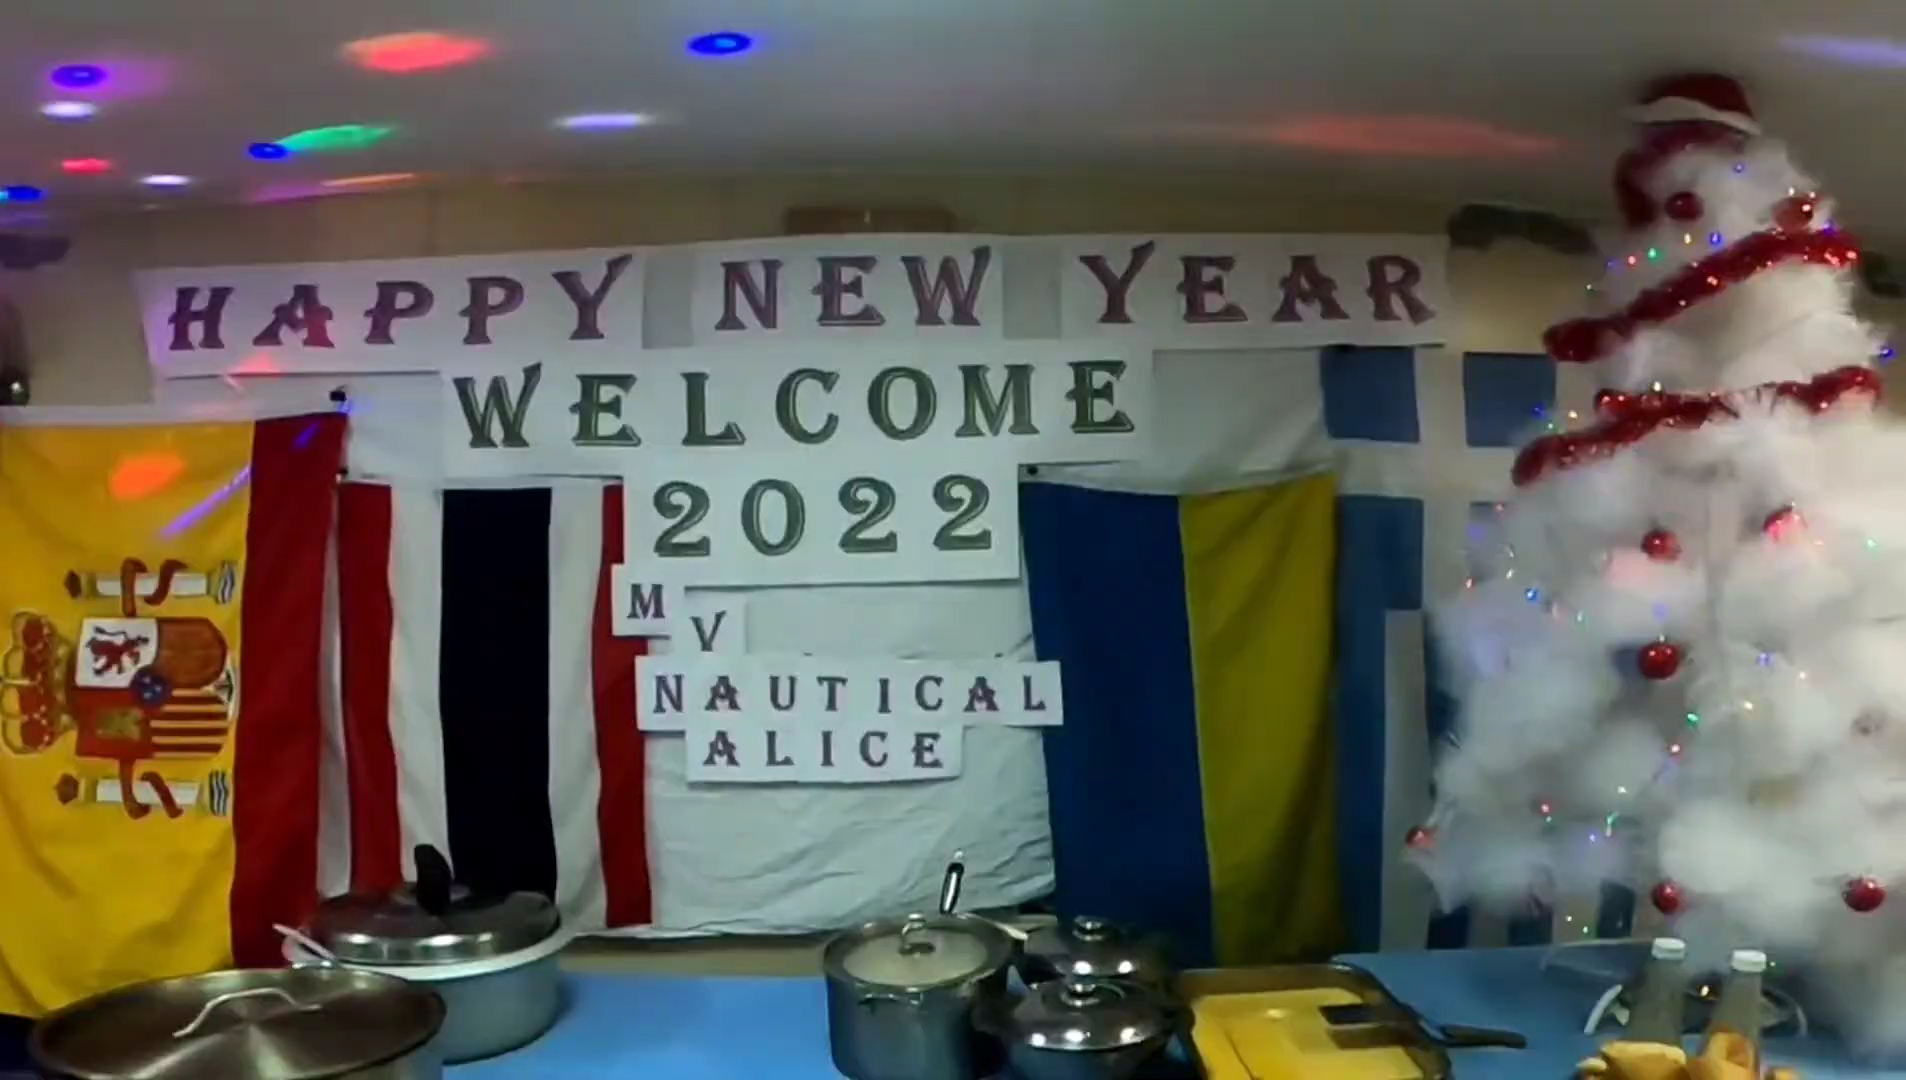 HAPPY NEW YEAR
WELCOME
2022
M
V
NAUTICAL
ALICE